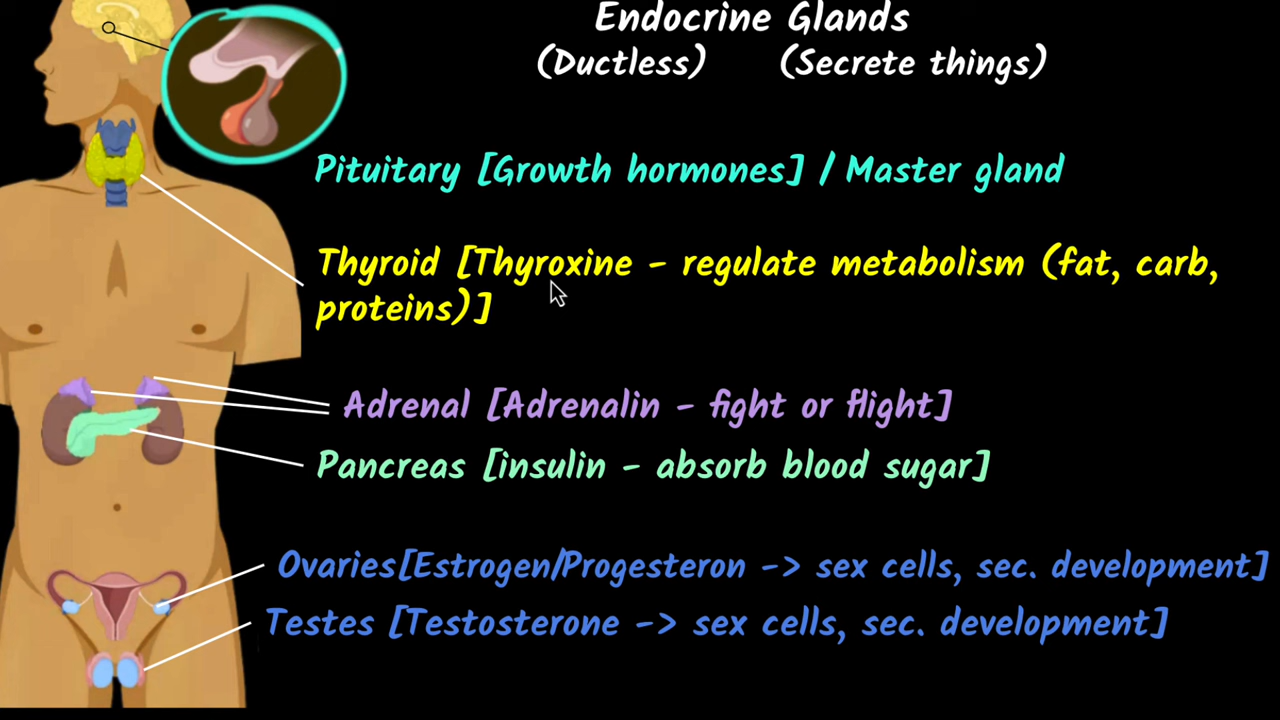 Endocrine Glands
(Ductless) (Secrete things)
Pituitary [Growth hormones] / Master gland
Thyroid [Thyroxine - regulate metabolism (fat, carb,
proteins)]
Adrenal [Adrenalin - fight or flight]
Pancreas [insulin - absorb blood sugar]
Ovaries[Estrogen/Progesteron -> sex cells, sec. development]
Testes [Testosterone -> sex cells, sec. development]